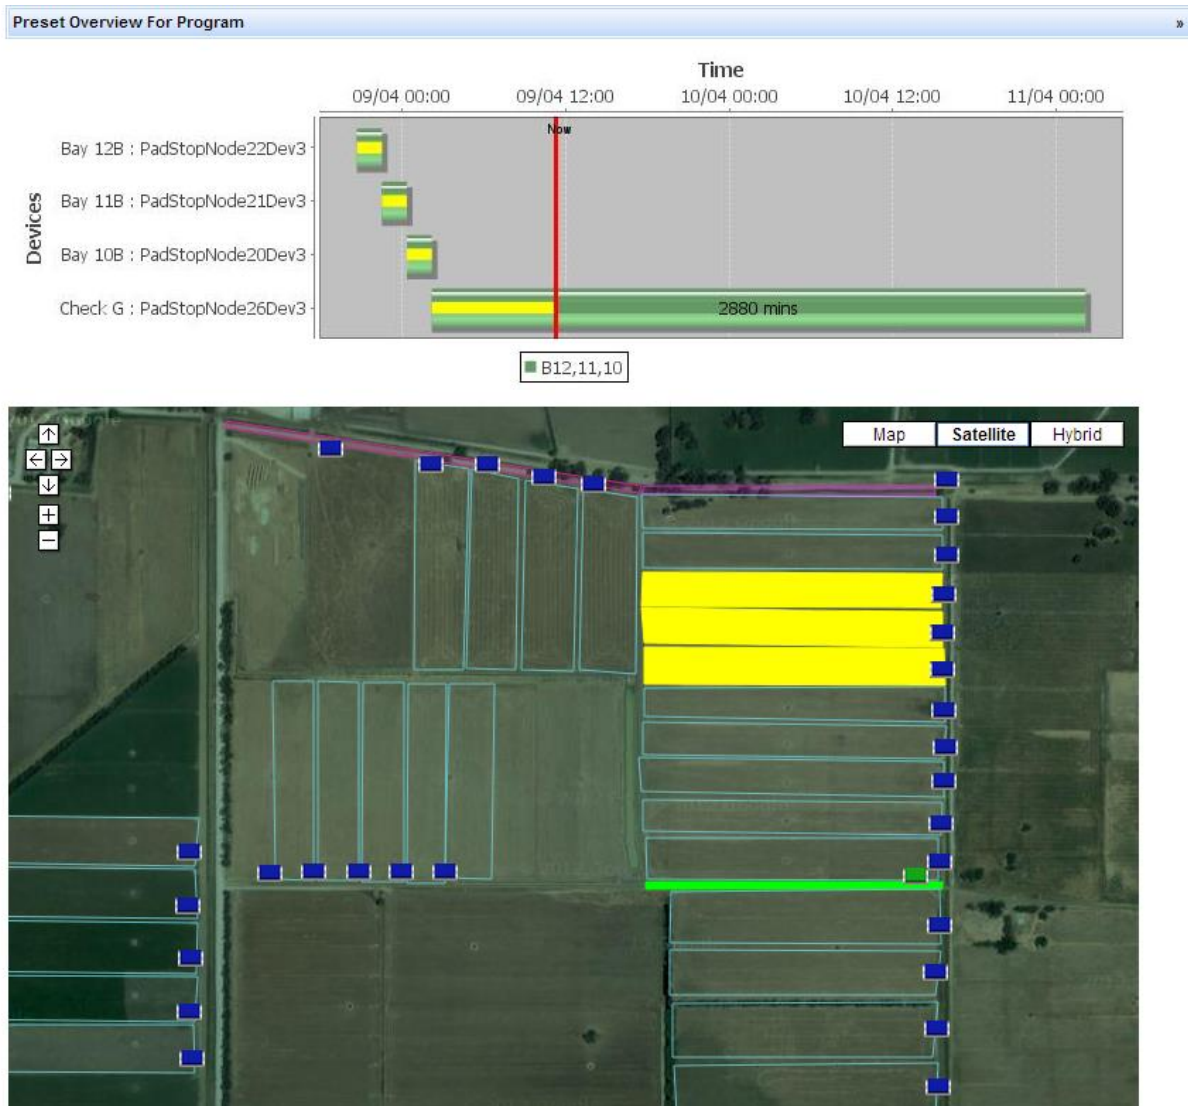 Preset Overview For Program »
Time
09/04 00:00 09/04 12:00 10/04 00:00 10/04 12:00 11/04 00:00
Now
Bay 12B : PadStopNode22Dev3
Bay 11B : PadStopNode21Dev3
Devices
Bay 10B : PadStopNode20Dev3
Check G : PadStopNode26Dev3
2880 mins
B12,11,10
Map Satellite Hybrid